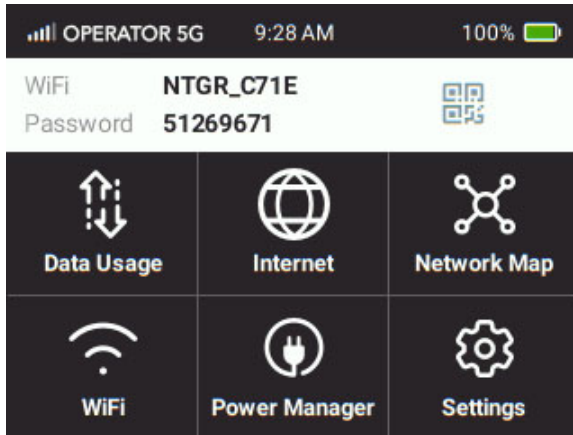 OPERATOR 5G 9:28 AM 100%
WiFi NTGR_C71E
Password 51269671
Data Usage Internet Network Map
WiFi Power Manager Settings